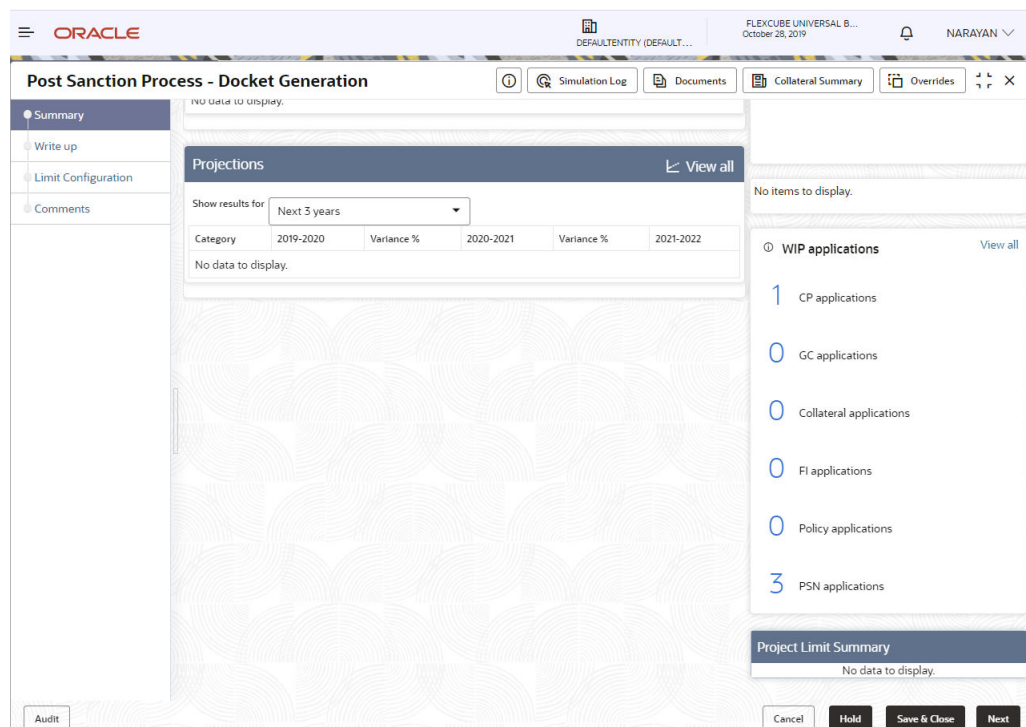 ORACLE
DEFAULTENTITY (DEFAULT...
FLEXCUBE UNIVERSAL B...
October 28, 2019
NARAYAN
Post Sanction Process - Docket Generation
Simulation Log
Documents
Collateral Summary
Overrides
Summary
Write up
Limit Configuration
Comments
No data to display.
Projections
View all
Show results for
Next 3 years
Category 2019-2020 Variance % 2020-2021 Variance % 2021-2022
No data to display.
No items to display.
WIP applications
View all
1 CP applications
0 GC applications
0 Collateral applications
0 FI applications
0 Policy applications
3 PSN applications
Project Limit Summary
No data to display.
Audit
Cancel
Hold
Save & Close
Next